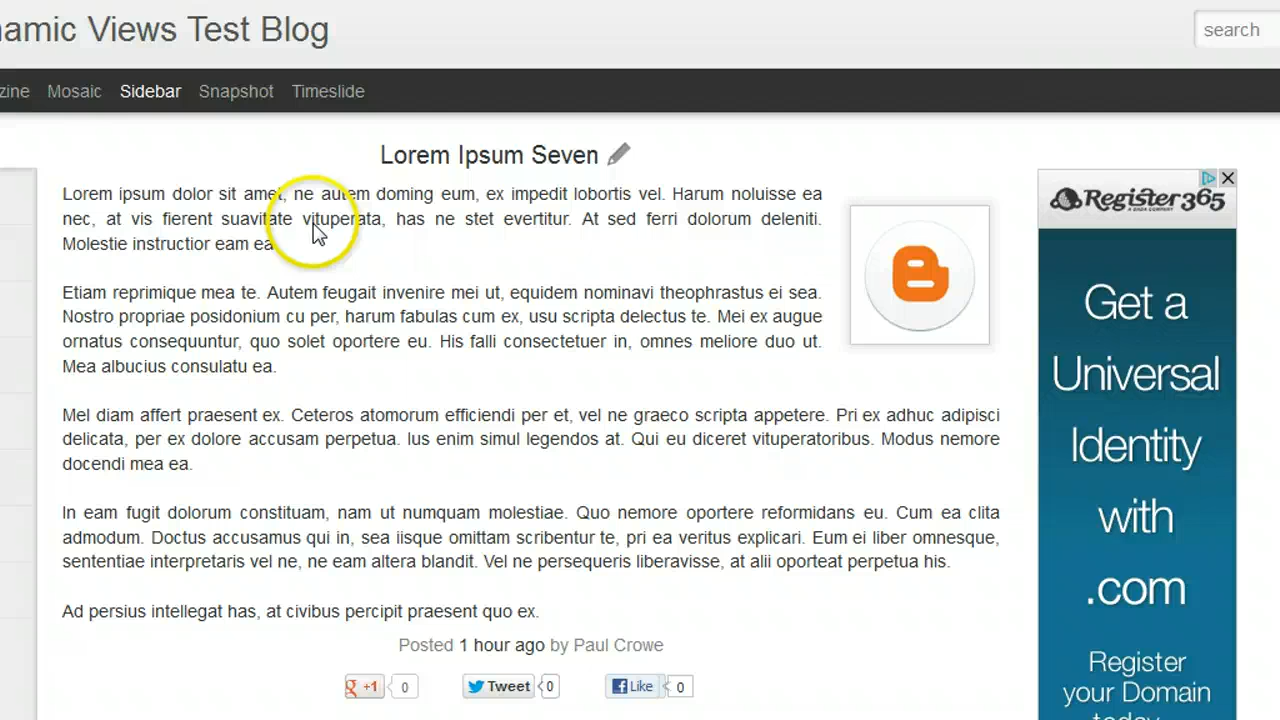 namic Views Test Blog
search
zine Mosaic Sidebar Snapshot Timeslide
Lorem Ipsum Seven
Lorem ipsum dolor sit amet, ne autem doming eum, ex impedit lobortis vel. Harum noluisse ea
nec, at vis fierent suavitate vituperata, has ne stet evertitur. At sed ferri dolorum deleniti.
Molestie instructior eam ea.
Etiam reprimique mea te. Autem feugait invenire mei ut, equidem nominavi theophrastus ei sea.
Nostro propriae posidonium cu per, harum fabulas cum ex, usu scripta delectus te. Mei ex augue
ornatus consequuntur, quo solet oportere eu. His falli consectetuer in, omnes meliore duo ut.
Mea albucius consulatu ea.
Mel diam affert praesent ex. Ceteros atomorum efficiendi per et, vel ne graeco scripta appetere. Pri ex adhuc adipisci
delicata, per ex dolore accusam perpetua. Ius enim simul legendos at. Qui eu diceret vituperatoribus. Modus nemore
docendi mea ea.
In eam fugit dolorum constituam, nam ut numquam molestiae. Quo nemore oportere reformidans eu. Cum ea clita
admodum. Doctus accusamus qui in, sea iisque omittam scribentur te, pri ea veritus explicari. Eum ei liber omnesque,
sententiae interpretaris vel ne, ne eam altera blandit. Vel ne persequeris liberavisse, at alii oporteat perpetua his.
Ad persius intellegat has, at civibus percipit praesent quo ex.
Posted 1 hour ago by Paul Crowe
g +1 0 Tweet 0 Like 0
Register365
Get a
Universal
Identity
with
.com
Register
your Domain
today